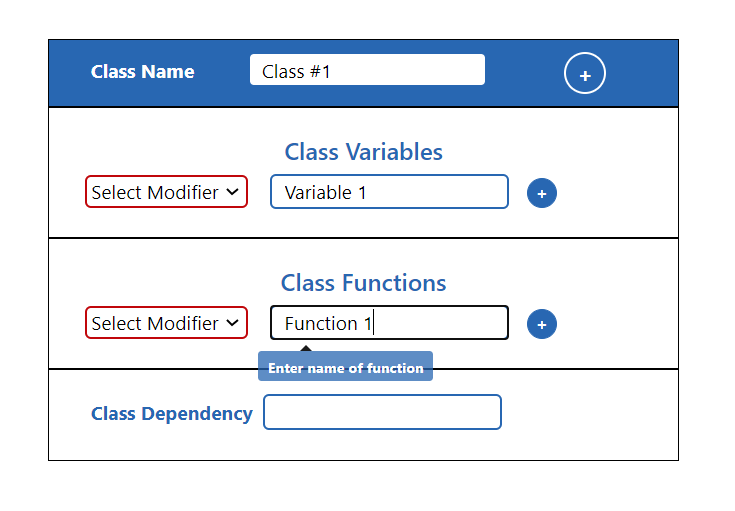 Class Name Class #1 +
Class Variables
Select Modifier Variable 1 +
Class Functions
Select Modifier Function 1 +
Enter name of function
Class Dependency